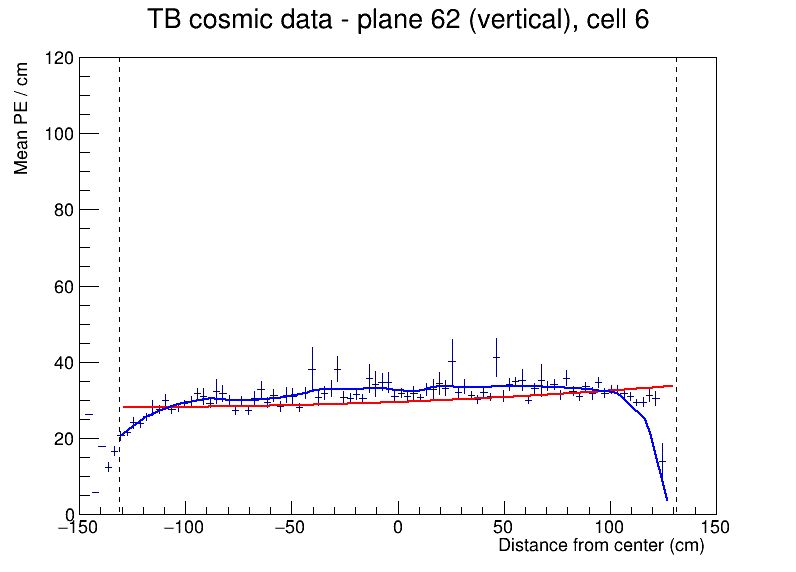 TB cosmic data - plane 62 (vertical), cell 6
Mean PE / cm
120
100
80
60
40
20
0
−150 −100 −50 0 50 100 150
Distance from center (cm)